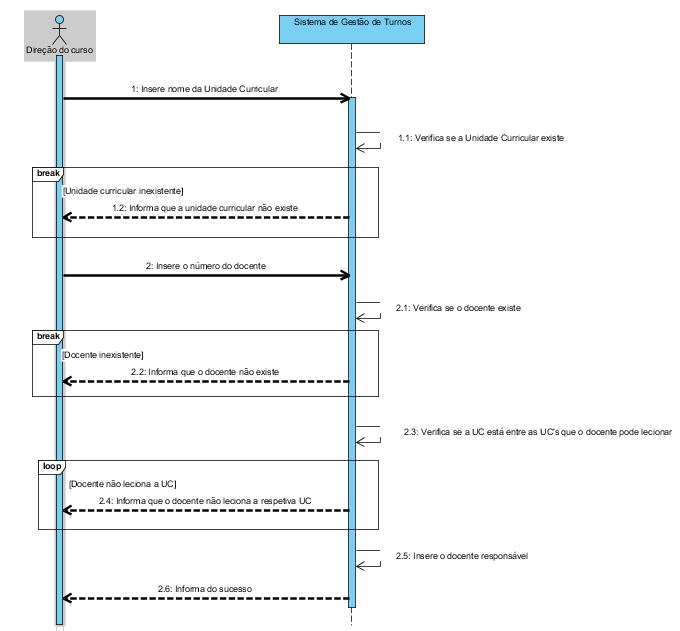 Direção do curso
Sistema de Gestão de Turnos
1: Insere nome da Unidade Curricular
1.1: Verifica se a Unidade Curricular existe
break
[Unidade curricular inexistente]
1.2: Informa que a unidade curricular não existe
2: Insere o número do docente
2.1: Verifica se o docente existe
break
[Docente inexistente]
2.2: Informa que o docente não existe
2.3: Verifica se a UC está entre as UC's que o docente pode lecionar
loop
[Docente não leciona a UC]
2.4: Informa que o docente não leciona a respetiva UC
2.5: Insere o docente responsável
2.6: Informa do sucesso